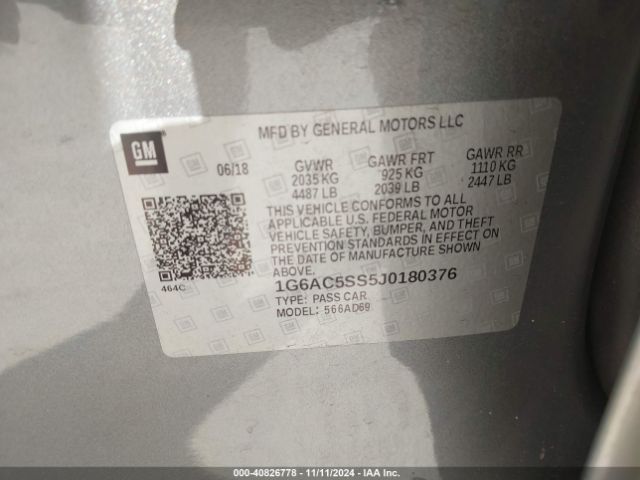 MFD BY GENERAL MOTORS LLC
GM
06/18
GVWR
2035 KG
4487 LB
GAWR FRT
925 KG
2039 LB
GAWR RR
1110 KG
2447 LB
THIS VEHICLE CONFORMS TO ALL
APPLICABLE U.S. FEDERAL MOTOR
VEHICLE SAFETY, BUMPER, AND THEFT
PREVENTION STANDARDS IN EFFECT ON
THE DATE OF MANUFACTURE SHOWN
ABOVE.
464C
1G6AC5SS5J0180376
TYPE: PASS CAR
MODEL: 566AD69
000-40826778 - 11/11/2024 - IAAI.COM